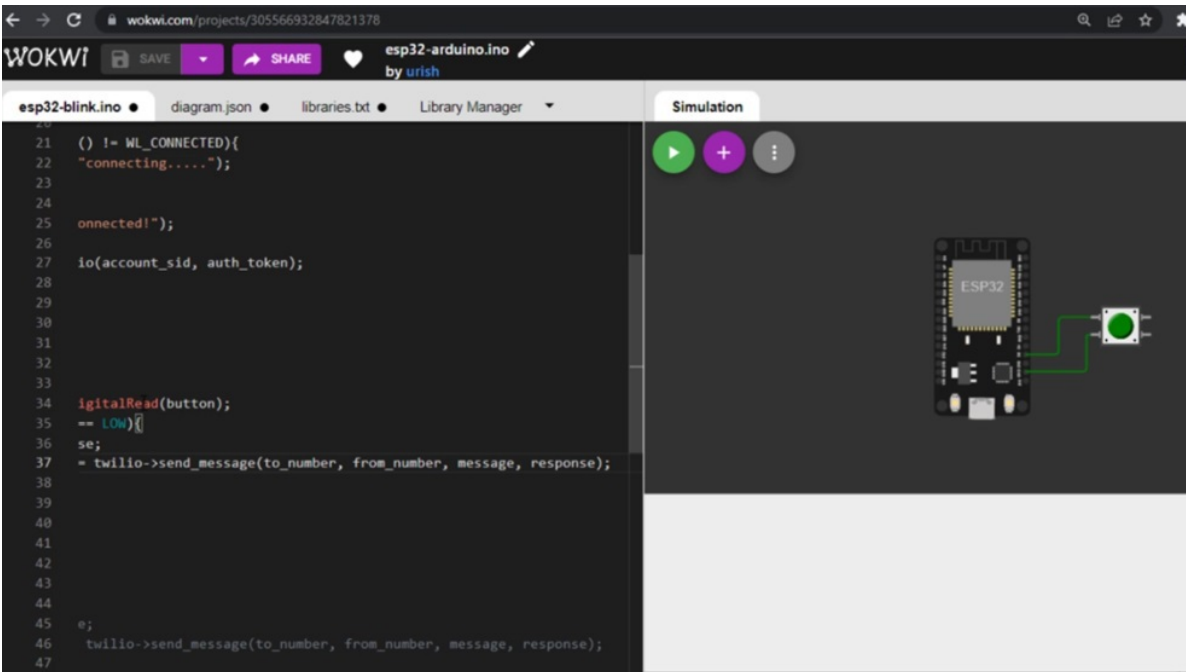 wokwi.com/projects/305566932847821378
WOKWI SAVE SHARE esp32-arduino.ino
by urish
esp32-blink.ino diagram.json libraries.txt Library Manager Simulation
20
21 () != WL_CONNECTED){
22 "connecting.....");
23
24
25 onnected!");
26
27 io(account_sid, auth_token);
28
29
30
31
32
33
34 igitalRead(button);
35 == LOW){
36 se;
37 = twilio->send_message(to_number, from_number, message, response);
38
39
40
41
42
43
44
45 e;
46 twilio->send_message(to_number, from_number, message, response);
47
ESP32